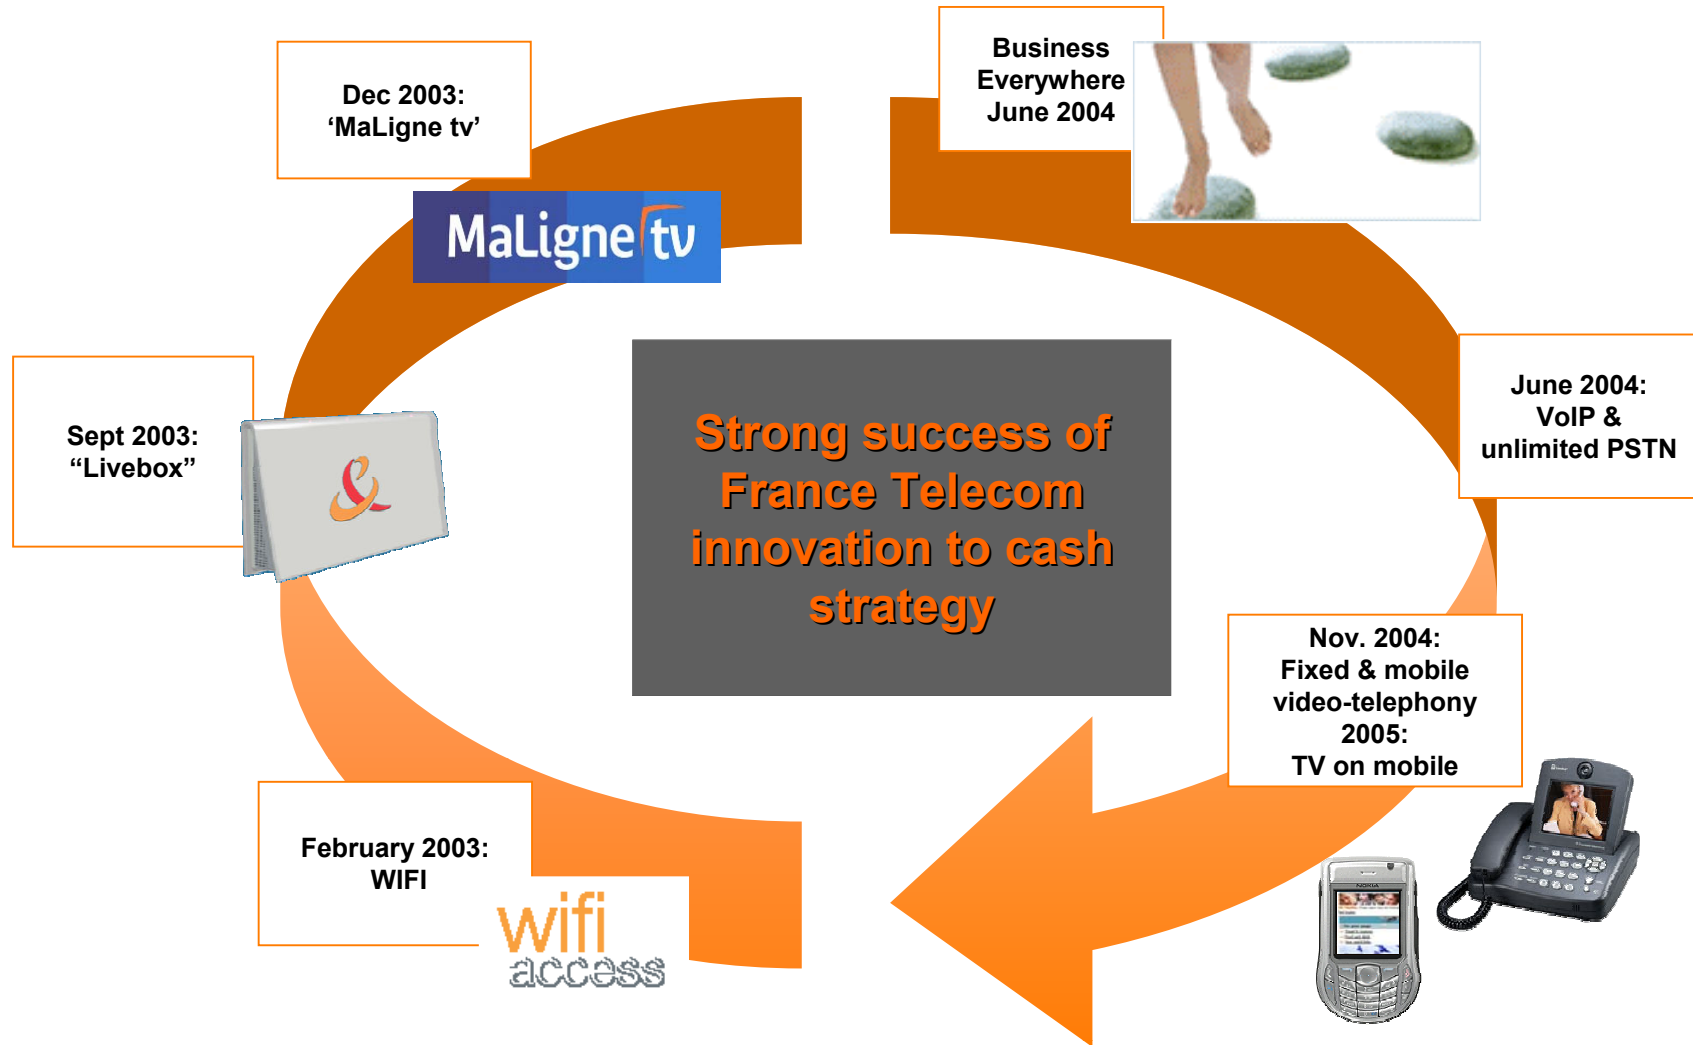 Dec 2003:
‘MaLigne tv’
MaLigne tv
Business
Everywhere
June 2004
Sept 2003:
“Livebox”
&
Strong success of
France Telecom
innovation to cash
strategy
June 2004:
VoIP &
unlimited PSTN
Nov. 2004:
Fixed & mobile
video-telephony
2005:
TV on mobile
February 2003:
WIFI
wifi
access
NOKIA